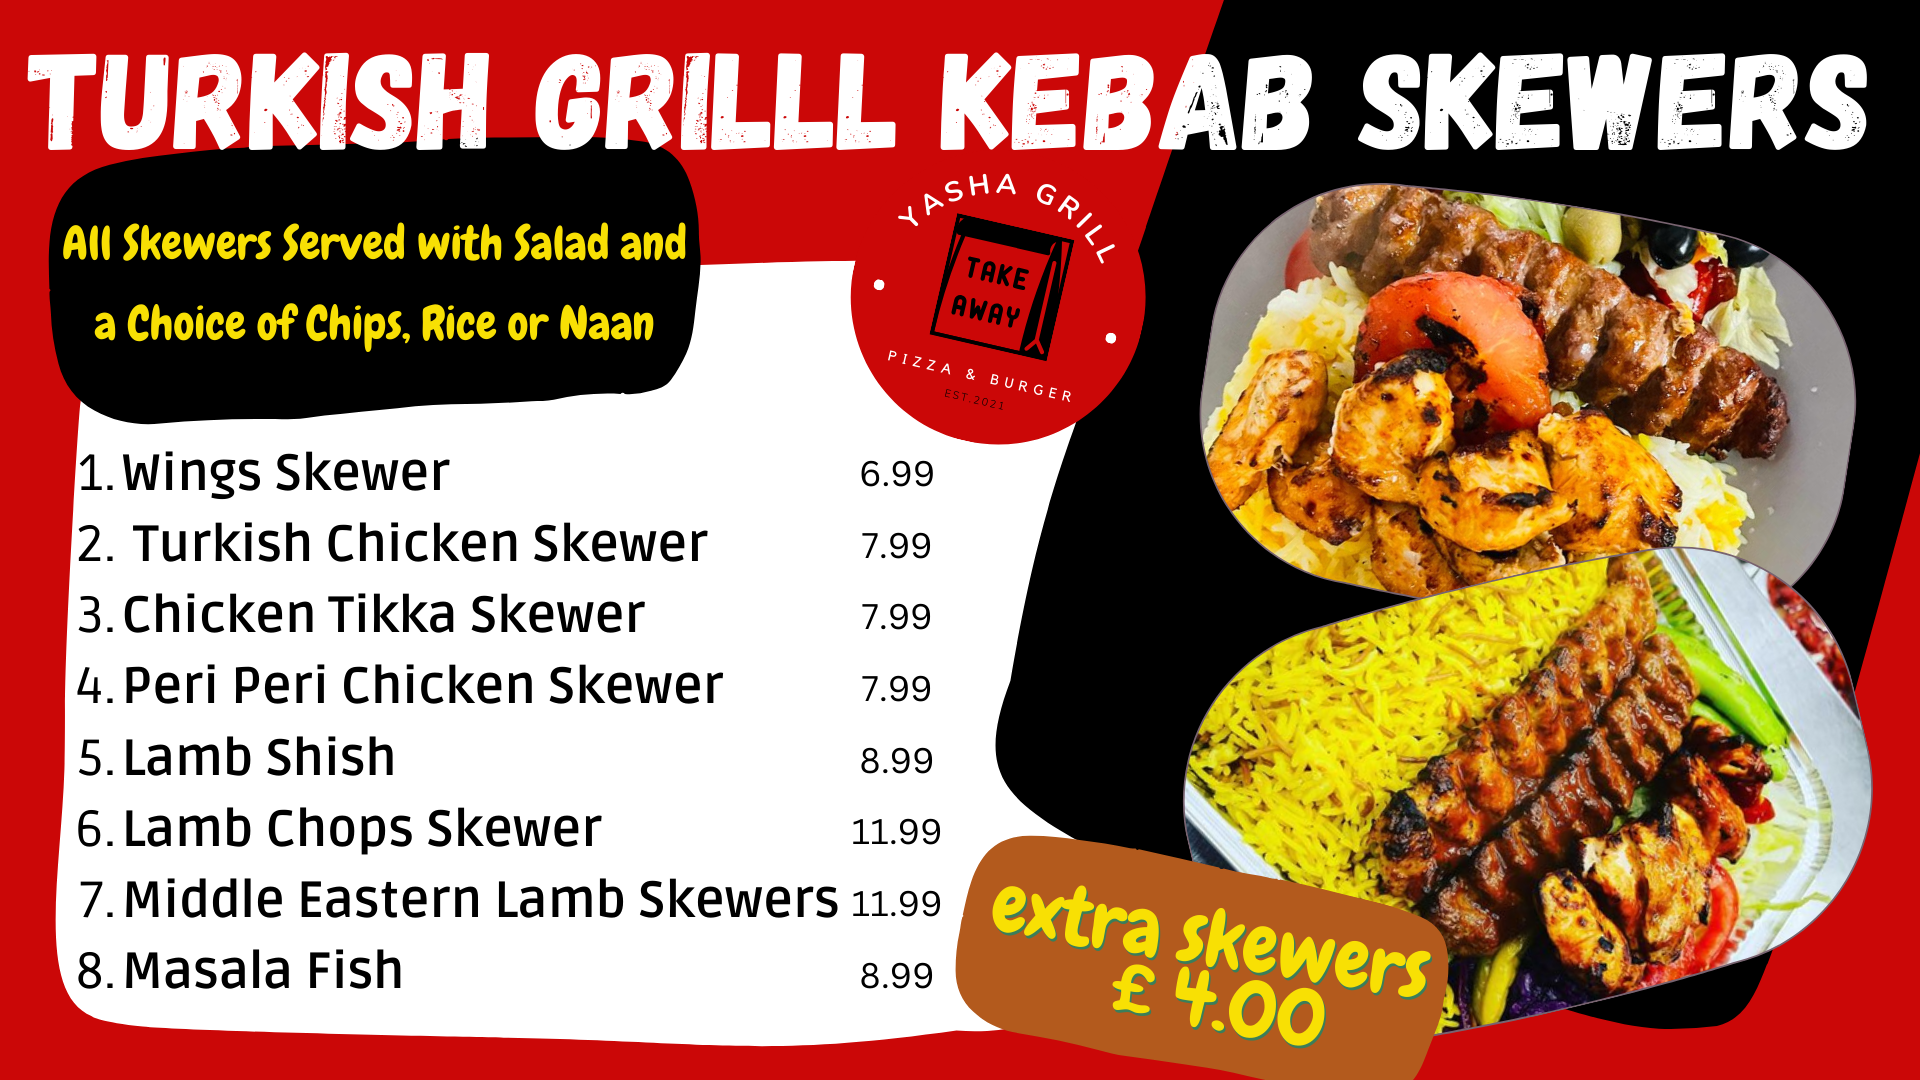 TURKISH GRILLL KEBAB SKEWERS
All Skewers Served with Salad and
a Choice of Chips, Rice or Naan
YASHA GRILL
TAKE
AWAY
PIZZA & BURGER
EST.2021
1. Wings Skewer 6.99
2. Turkish Chicken Skewer 7.99
3. Chicken Tikka Skewer 7.99
4. Peri Peri Chicken Skewer 7.99
5. Lamb Shish 8.99
6. Lamb Chops Skewer 11.99
7. Middle Eastern Lamb Skewers 11.99
8. Masala Fish 8.99
extra skewers
£ 4.00